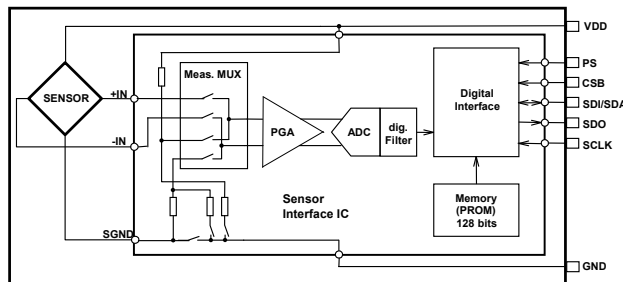 VDD
PS
CSB
SDI/SDA
SDO
SCLK
GND
SENSOR
+IN
-IN
SGND
Meas. MUX
PGA
ADC
dig.
Filter
Digital
Interface
Memory
(PROM)
128 bits
Sensor
Interface IC